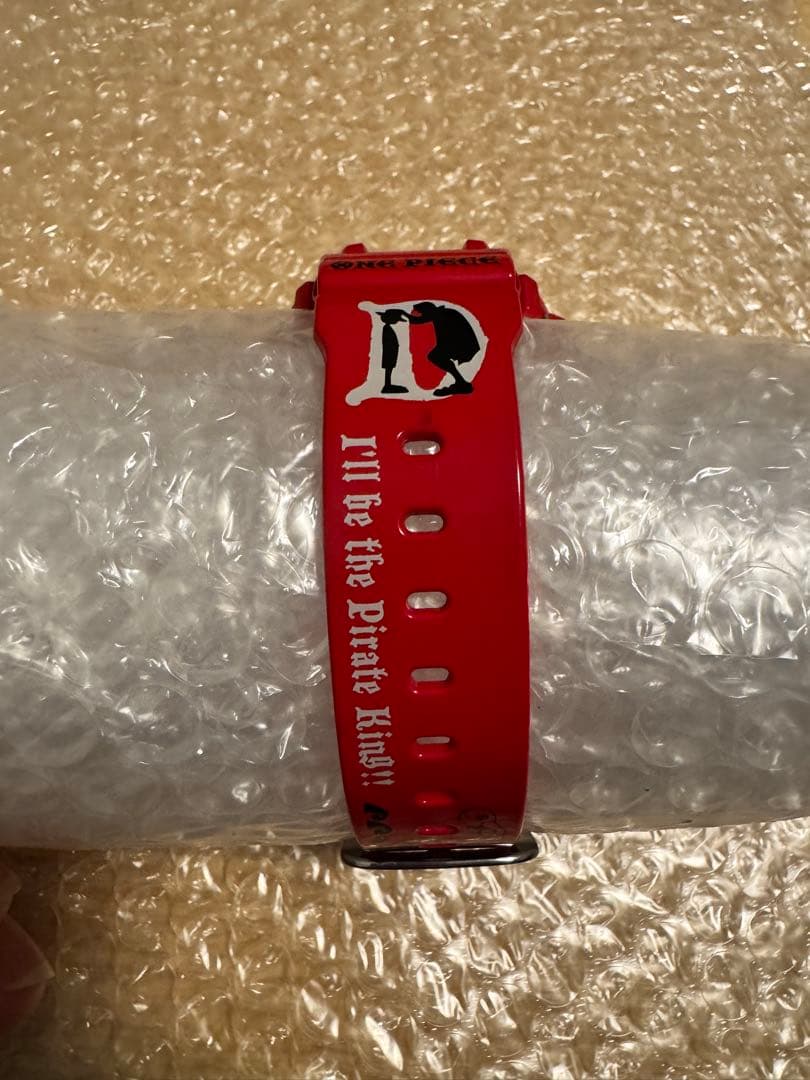 ONE PIECE
D
I'll be the Pirate King!!